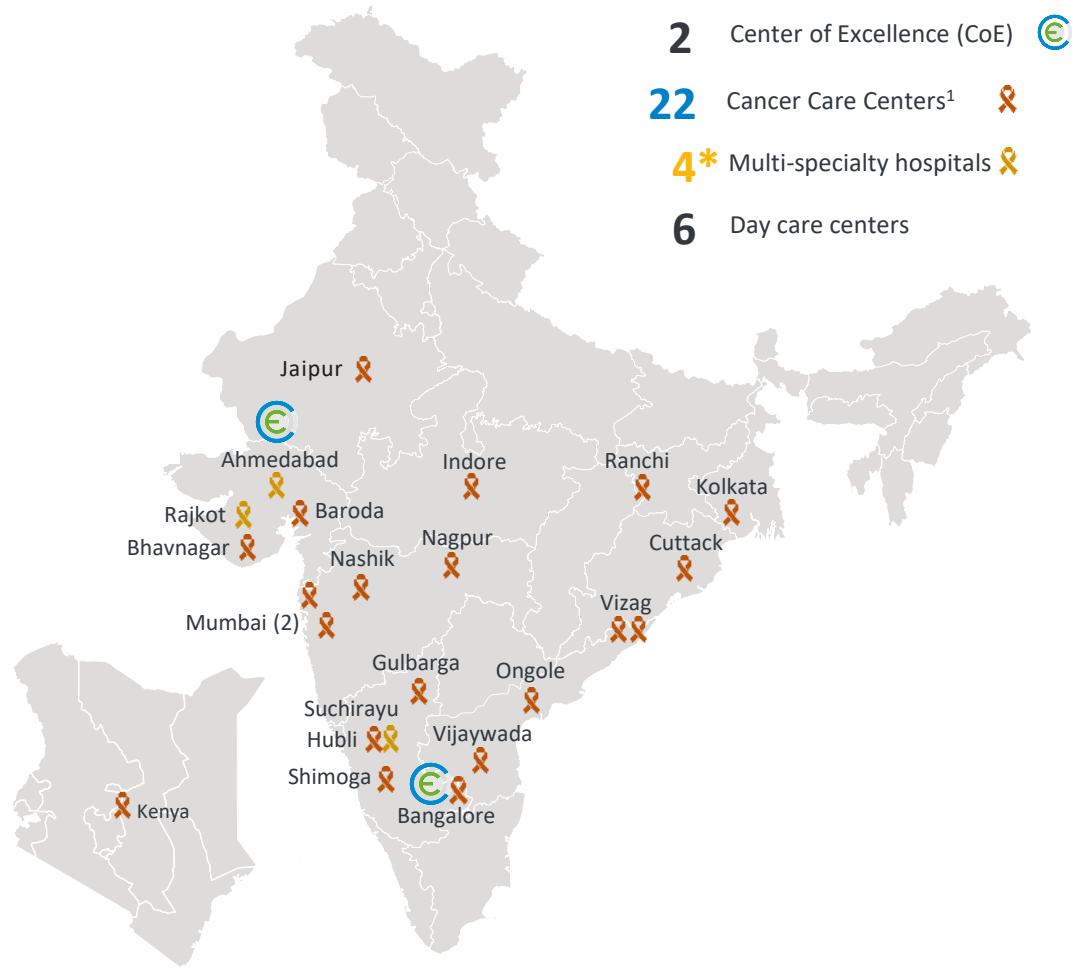 2 Center of Excellence (CoE)
22 Cancer Care Centers1
4* Multi-specialty hospitals
6 Day care centers
Jaipur
Ahmedabad
Indore
Ranchi
Kolkata
Rajkot
Baroda
Bhavnagar
Nagpur
Cuttack
Nashik
Vizag
Mumbai (2)
Gulbarga
Ongole
Suchirayu
Hubli
Vijaywada
Shimoga
Bangalore
Kenya